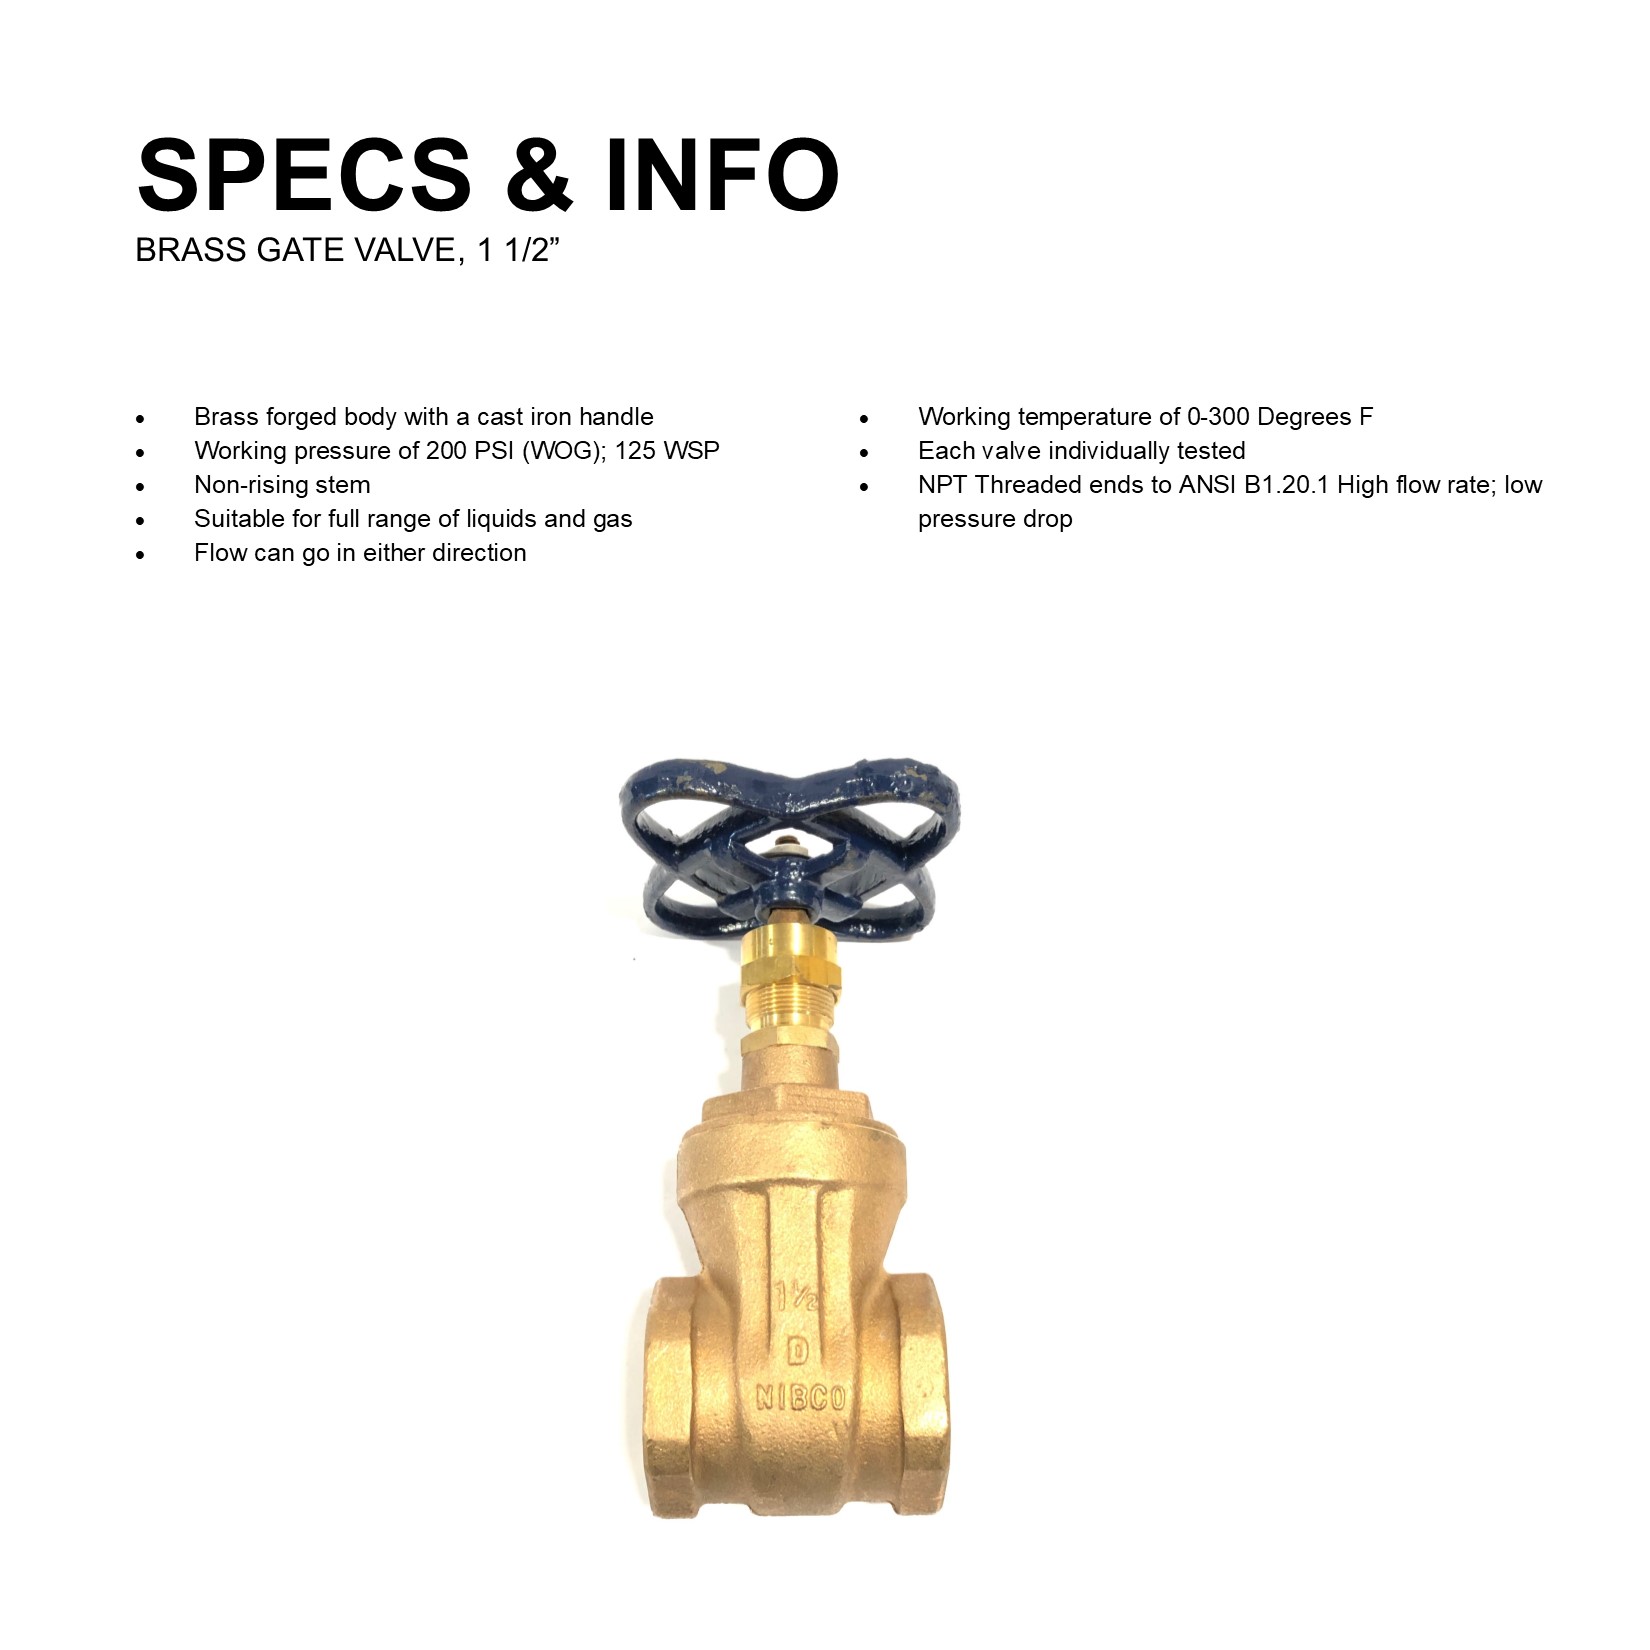 SPECS & INFO
BRASS GATE VALVE, 1 1/2”
• Brass forged body with a cast iron handle
• Working pressure of 200 PSI (WOG); 125 WSP
• Non-rising stem
• Suitable for full range of liquids and gas
• Flow can go in either direction
• Working temperature of 0-300 Degrees F
• Each valve individually tested
• NPT Threaded ends to ANSI B1.20.1 High flow rate; low
pressure drop
1½
D
NIBCO